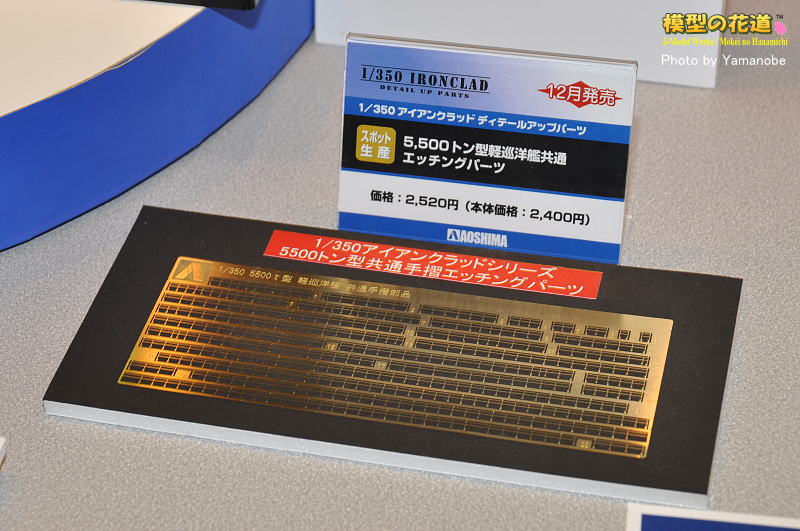 模型の花道
J-Model Works - Mokei no Hanamichi
Photo by Yamanobe
1/350 IRONCLAD
DETAIL UP PARTS
12月発売
1/350 アイアンクラッド ディテールアップパーツ
スポット
生産
5,500トン型軽巡洋艦共通
エッチングパーツ
価格：2,520円（本体価格：2,400円）
AOSHIMA
1/350アイアンクラッドシリーズ
5500トン型共通手摺エッチングパーツ
1/350 5500t型 軽巡洋艦 共通手摺部品